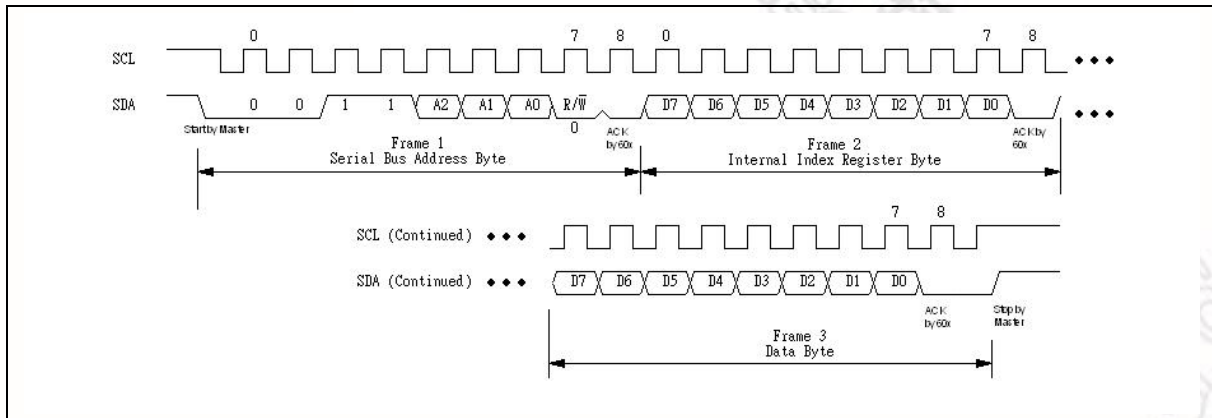 0 7 8 0 7 8
SCL
SDA 0 0 1 1 A2 A1 A0 R/W D7 D6 D5 D4 D3 D2 D1 D0
0
Start by Master
ACK
by 60x
ACK by
60x
Frame 1
Serial Bus Address Byte
Frame 2
Internal Index Register Byte
7 8
SCL (Continued)
SDA (Continued) D7 D6 D5 D4 D3 D2 D1 D0
ACK
by 60x
Stop by
Master
Frame 3
Data Byte